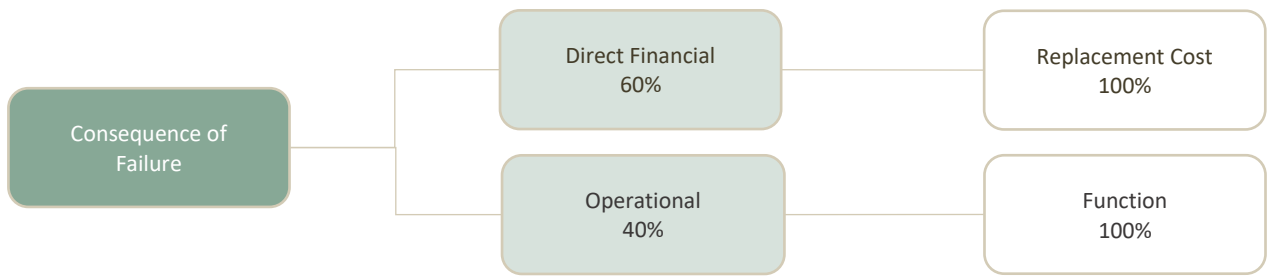 Consequence of
Failure
Direct Financial
60%
Replacement Cost
100%
Operational
40%
Function
100%